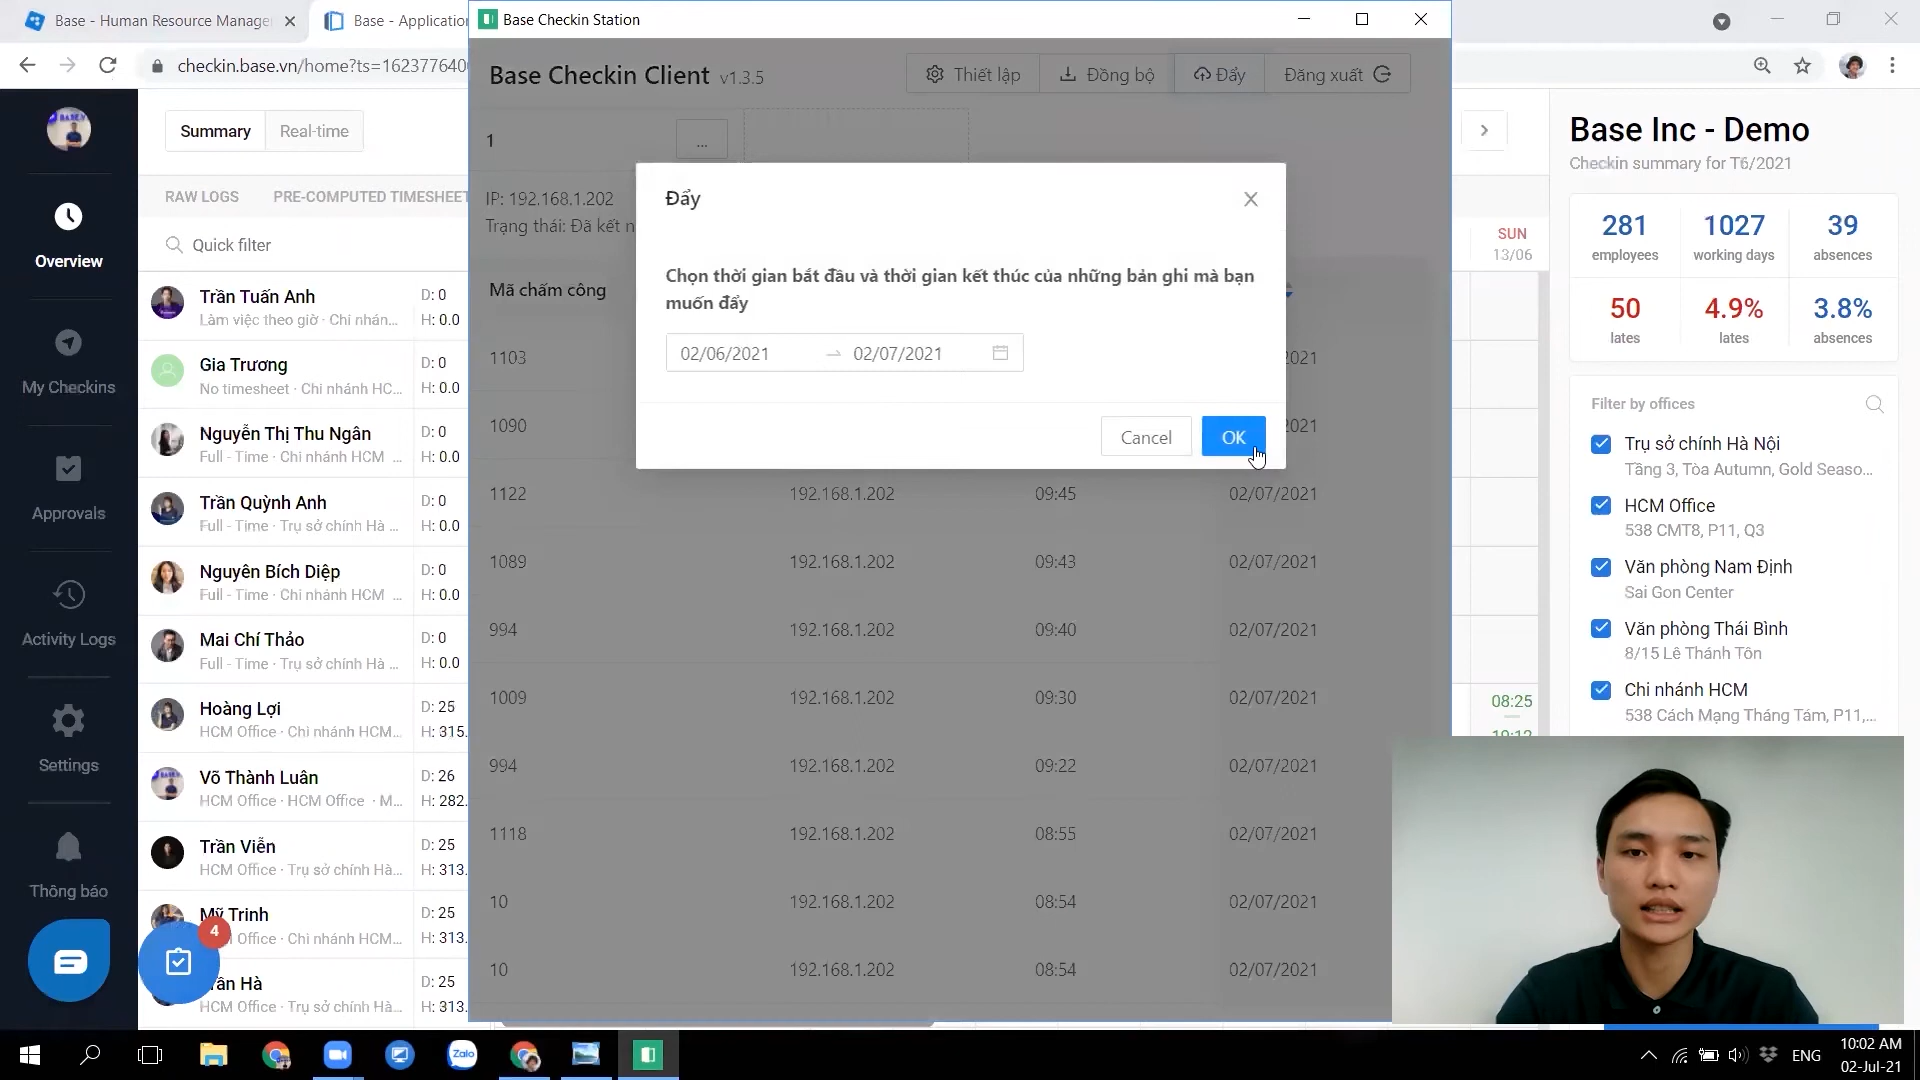 Base - Human Resource Manage
Base - Application
checkin.base.vn/home?ts=162377640
Base Checkin Station
Base Checkin Client v1.3.5
Thiết lập
Đồng bộ
Đẩy
Đăng xuất
1
...
IP: 192.168.1.202
Trạng thái: Đã kết n
Mã chấm công
Đẩy
Chọn thời gian bắt đầu và thời gian kết thúc của những bản ghi mà bạn
muốn đẩy
02/06/2021
02/07/2021
Cancel
OK
1103
2021
1090
2021
1122 192.168.1.202 09:45 02/07/2021
1089 192.168.1.202 09:43 02/07/2021
994 192.168.1.202 09:40 02/07/2021
1009 192.168.1.202 09:30 02/07/2021
994 192.168.1.202 09:22 02/07/2021
1118 192.168.1.202 08:55 02/07/2021
10 192.168.1.202 08:54 02/07/2021
10 192.168.1.202 08:54 02/07/2021
Overview
My Checkins
Approvals
Activity Logs
Settings
Thông báo
4
Summary
Real-time
RAW LOGS
PRE-COMPUTED TIMESHEET
Quick filter
Trần Tuấn Anh D: 0
Làm việc theo giờ · Chi nhán... H: 0.0
Gia Trương D: 0
No timesheet · Chi nhánh HC... H: 0.0
Nguyễn Thị Thu Ngân D: 0
Full - Time · Chi nhánh HCM ... H: 0.0
Trần Quỳnh Anh D: 0
Full - Time · Trụ sở chính Hà ... H: 0.0
Nguyên Bích Diệp D: 0
Full - Time · Chi nhánh HCM ... H: 0.0
Mai Chí Thảo D: 0
Full - Time · Trụ sở chính Hà ... H: 0.0
Hoàng Lợi D: 25
HCM Office · Chi nhánh HCM... H: 315.
Võ Thành Luân D: 26
HCM Office · HCM Office · M... H: 282.
Trần Viễn D: 25
HCM Office · Trụ sở chính Hà... H: 313.
Mỹ Trinh D: 25
Office · Chi nhánh HCM... H: 313.
rần Hà D: 25
HCM Office · Trụ sở chính Hà... H: 313.
SUN
13/06
08:25
19:12
Base Inc - Demo
Checkin summary for T6/2021
281 1027 39
employees working days absences
50 4.9% 3.8%
lates lates absences
Filter by offices
Trụ sở chính Hà Nội
Tầng 3, Tòa Autumn, Gold Seaso...
HCM Office
538 CMT8, P11, Q3
Văn phòng Nam Định
Sai Gon Center
Văn phòng Thái Bình
8/15 Lê Thánh Tôn
Chi nhánh HCM
538 Cách Mạng Tháng Tám, P11,...
Zalo
ENG
10:02 AM
02-Jul-21